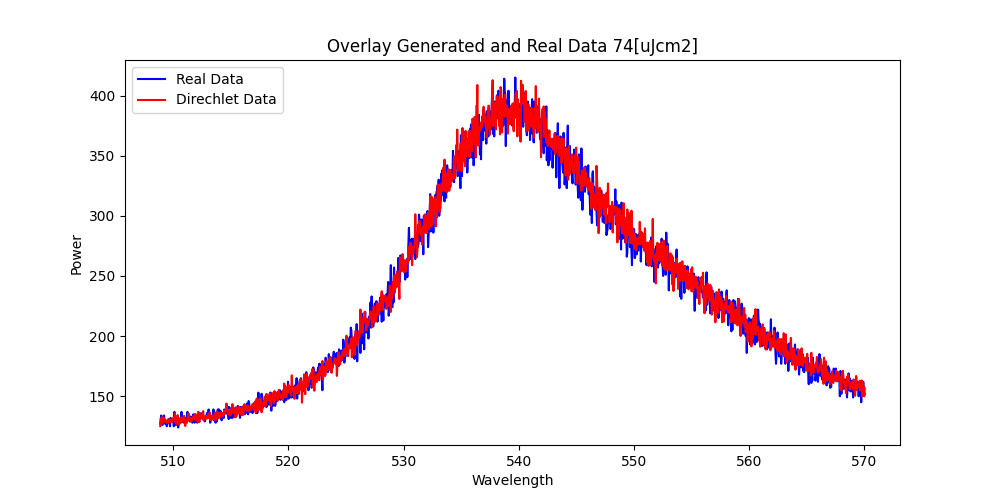 Overlay Generated and Real Data 74[uJcm2]
Real Data
Direchlet Data
400
350
300
250
200
150
Power
510 520 530 540 550 560 570
Wavelength